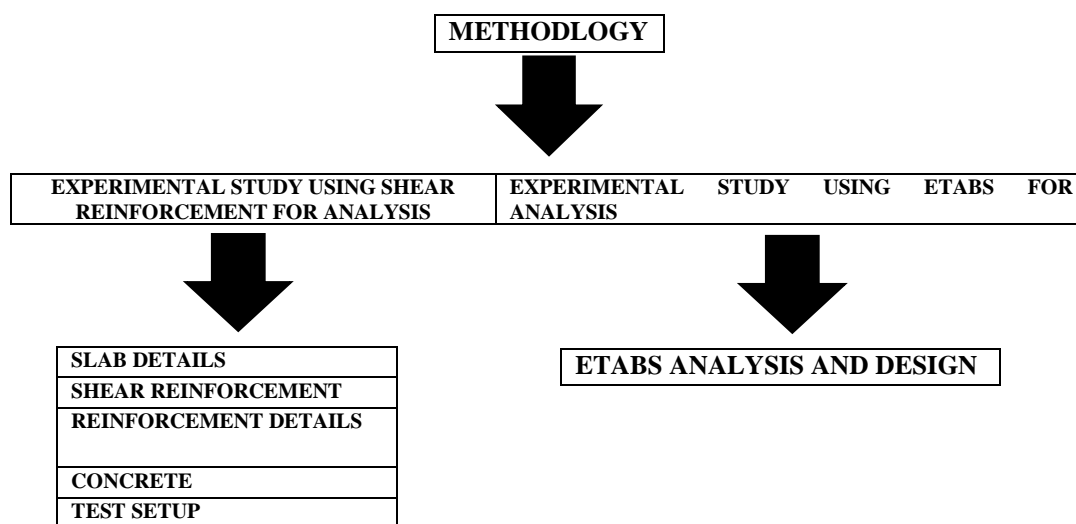 METHODLOGY
EXPERIMENTAL STUDY USING SHEAR
REINFORCEMENT FOR ANALYSIS
EXPERIMENTAL STUDY USING ETABS FOR
ANALYSIS
SLAB DETAILS
SHEAR REINFORCEMENT
REINFORCEMENT DETAILS
CONCRETE
TEST SETUP
ETABS ANALYSIS AND DESIGN